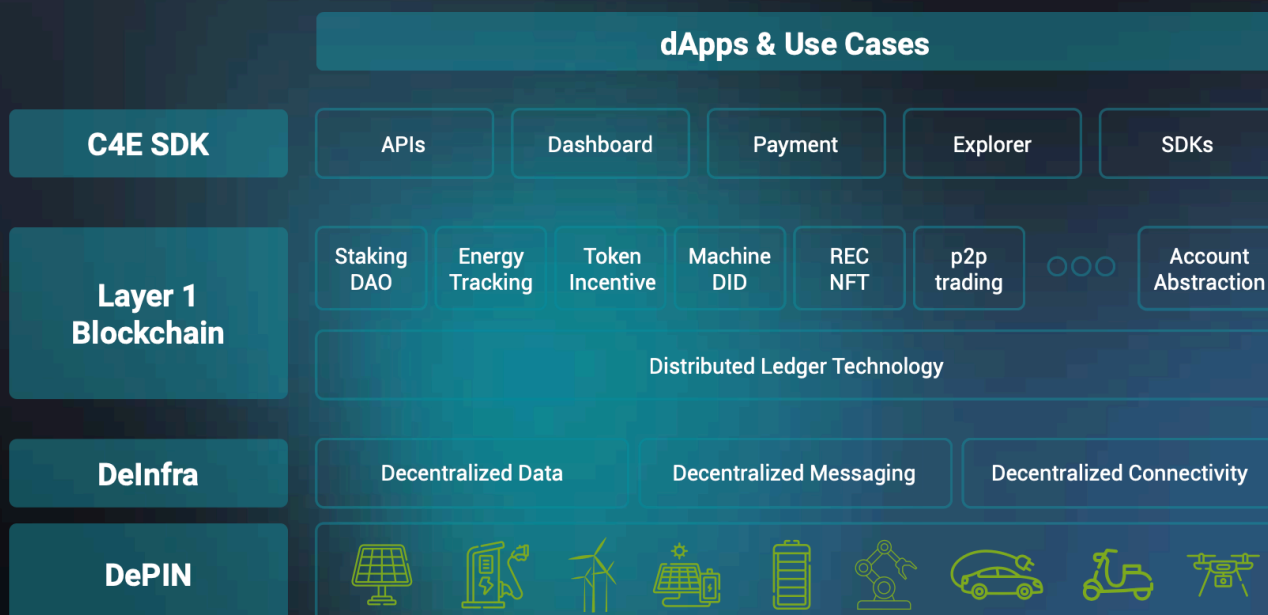 dApps & Use Cases
C4E SDK
APIs
Dashboard
Payment
Explorer
SDKs
Layer 1
Blockchain
Staking
DAO
Energy
Tracking
Token
Incentive
Machine
DID
REC
NFT
p2p
trading
Account
Abstraction
Distributed Ledger Technology
DeInfra
Decentralized Data
Decentralized Messaging
Decentralized Connectivity
DePIN